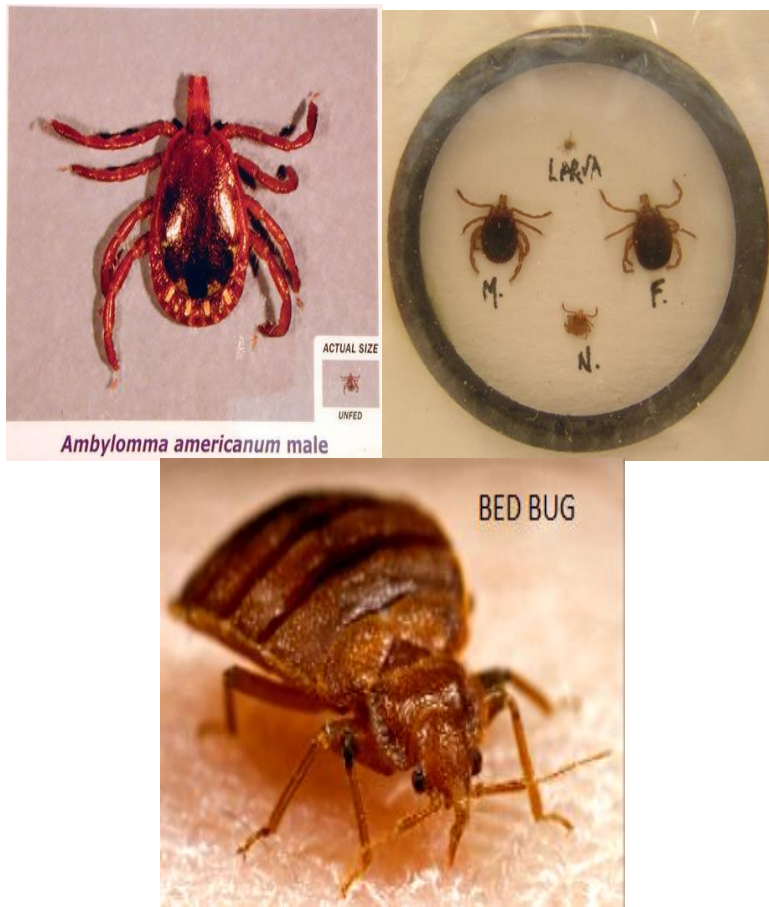 ACTUAL SIZE
UNFED
Ambylomma americanum male
LARVA
M.
F.
N.
BED BUG